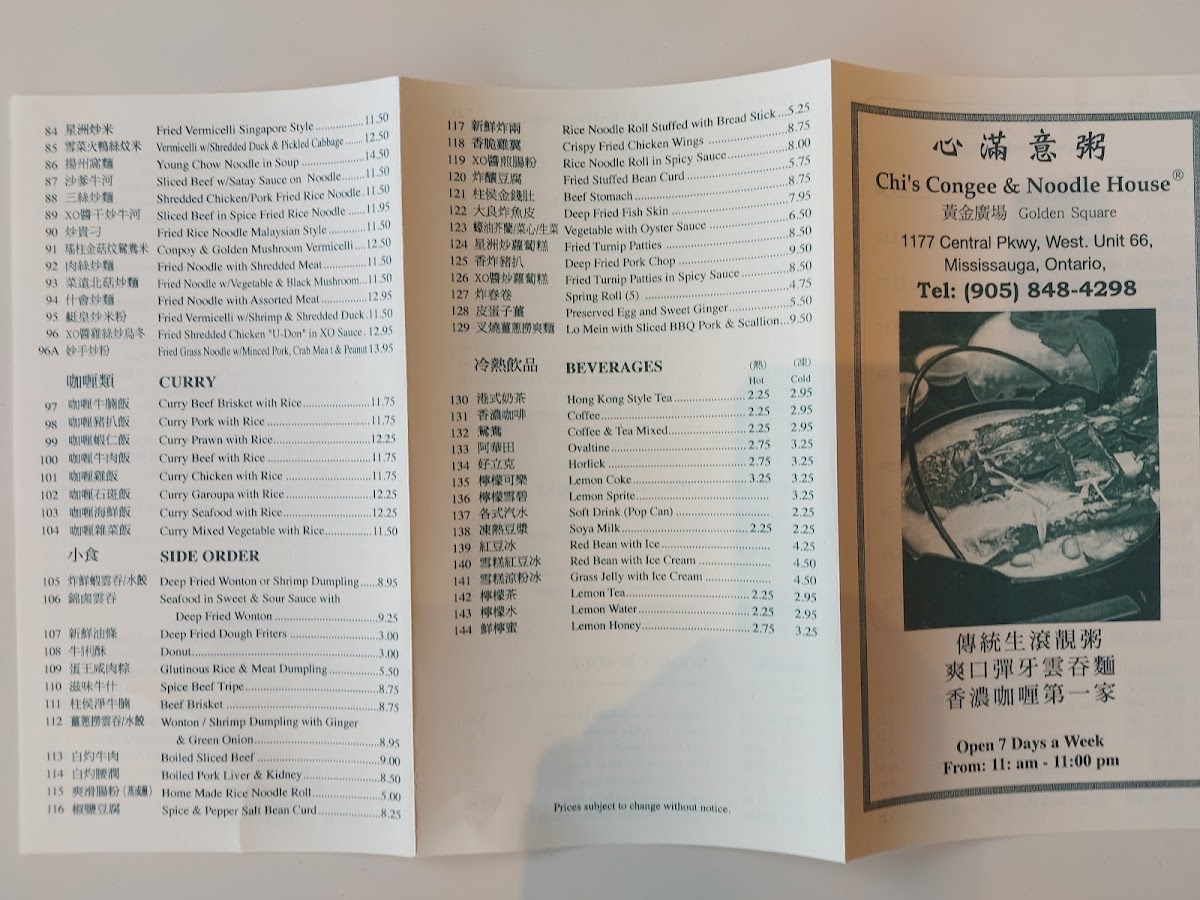 84 星洲炒米 Fried Vermicelli Singapore Style 11.50
85 雪菜火鴨絲炆米 Vermicelli w/Shredded Duck & Pickled Cabbage 12.50
86 揚州窩麵 Young Chow Noodle in Soup 14.50
87 沙爹牛河 Sliced Beef w/Satay Sauce on Noodle 11.50
88 三絲炒麵 Shredded Chicken/Pork Fried Rice Noodle 11.50
89 XO醬干炒牛河 Sliced Beef in Spice Fried Rice Noodle 11.95
90 炒貴刁 Fried Rice Noodle Malaysian Style 11.50
91 瑤柱金菇炆鴛鴦米 Conpoy & Golden Mushroom Vermicelli 12.50
92 肉絲炒麵 Fried Noodle with Shredded Meat 11.50
93 菜遠北菇炒麵 Fried Noodle w/Vegetable & Black Mushroom 11.50
94 什會炒麵 Fried Noodle with Assorted Meat 12.95
95 艇皇炒米粉 Fried Vermicelli w/Shrimp & Shredded Duck 11.50
96 XO醬雞絲炒烏冬 Fried Shredded Chicken "U-Don" in XO Sauce 12.95
96A 妙手炒粉 Fried Grass Noodle w/Minced Pork, Crab Meat & Peanut 13.95
咖喱類 CURRY
97 咖喱牛腩飯 Curry Beef Brisket with Rice 11.75
98 咖喱豬扒飯 Curry Pork with Rice 11.75
99 咖喱蝦仁飯 Curry Prawn with Rice 12.25
100 咖喱牛肉飯 Curry Beef with Rice 11.75
101 咖喱雞飯 Curry Chicken with Rice 11.75
102 咖喱石斑飯 Curry Garoupa with Rice 12.25
103 咖喱海鮮飯 Curry Seafood with Rice 12.25
104 咖喱雜菜飯 Curry Mixed Vegetable with Rice 11.50
小食 SIDE ORDER
105 炸鮮蝦雲吞/水餃 Deep Fried Wonton or Shrimp Dumpling 8.95
106 錦鹵雲吞 Seafood in Sweet & Sour Sauce with
Deep Fried Wonton 9.25
107 新鮮油條 Deep Fried Dough Friters 3.00
108 牛脷酥 Donut 3.00
109 蛋王咸肉粽 Glutinous Rice & Meat Dumpling 5.50
110 滋味牛什 Spice Beef Tripe 8.75
111 柱侯淨牛腩 Beef Brisket 8.75
112 薑蔥撈雲吞/水餃 Wonton / Shrimp Dumpling with Ginger
& Green Onion 8.95
113 白灼牛肉 Boiled Sliced Beef 9.00
114 白灼腰潤 Boiled Pork Liver & Kidney 8.50
115 爽滑腸粉 Home Made Rice Noodle Roll 5.00
116 椒鹽豆腐 Spice & Pepper Salt Bean Curd 8.25
117 新鮮炸兩 Rice Noodle Roll Stuffed with Bread Stick 5.25
118 香脆雞翼 Crispy Fried Chicken Wings 8.75
119 XO醬煎腸粉 Rice Noodle Roll in Spicy Sauce 8.00
120 炸釀豆腐 Fried Stuffed Bean Curd 5.75
121 柱侯金錢肚 Beef Stomach 8.75
122 大良炸魚皮 Deep Fried Fish Skin 7.95
123 蠔油芥蘭/菜心/生菜 Vegetable with Oyster Sauce 6.50
124 星洲炒蘿蔔糕 Fried Turnip Patties 8.50
125 香炸豬扒 Deep Fried Pork Chop 9.50
126 XO醬炒蘿蔔糕 Fried Turnip Patties in Spicy Sauce 8.50
127 炸春卷 Spring Roll (5) 4.75
128 皮蛋子薑 Preserved Egg and Sweet Ginger 5.50
129 叉燒薑蔥撈爽麵 Lo Mein with Sliced BBQ Pork & Scallion 9.50
冷熱飲品 BEVERAGES (熱) (凍)
Hot Cold
130 港式奶茶 Hong Kong Style Tea 2.25 2.95
131 香濃咖啡 Coffee 2.25 2.95
132 鴛鴦 Coffee & Tea Mixed 2.25 2.95
133 阿華田 Ovaltine 2.75 3.25
134 好立克 Horlick 2.75 3.25
135 檸檬可樂 Lemon Coke 3.25 3.25
136 檸檬雪碧 Lemon Sprite 3.25
137 各式汽水 Soft Drink (Pop Can) 2.25
138 凍熱豆漿 Soya Milk 2.25 2.25
139 紅豆冰 Red Bean with Ice 4.25
140 雪糕紅豆冰 Red Bean with Ice Cream 4.50
141 雪糕涼粉冰 Grass Jelly with Ice Cream 4.50
142 檸檬茶 Lemon Tea 2.25 2.95
143 檸檬水 Lemon Water 2.25 2.95
144 鮮檸蜜 Lemon Honey 2.75 3.25
Prices subject to change without notice.
心滿意粥
Chi's Congee & Noodle House®
黃金廣場 Golden Square
1177 Central Pkwy, West. Unit 66,
Mississauga, Ontario,
Tel: (905) 848-4298
傳統生滾靚粥
爽口彈牙雲吞麵
香濃咖喱第一家
Open 7 Days a Week
From: 11: am - 11:00 pm